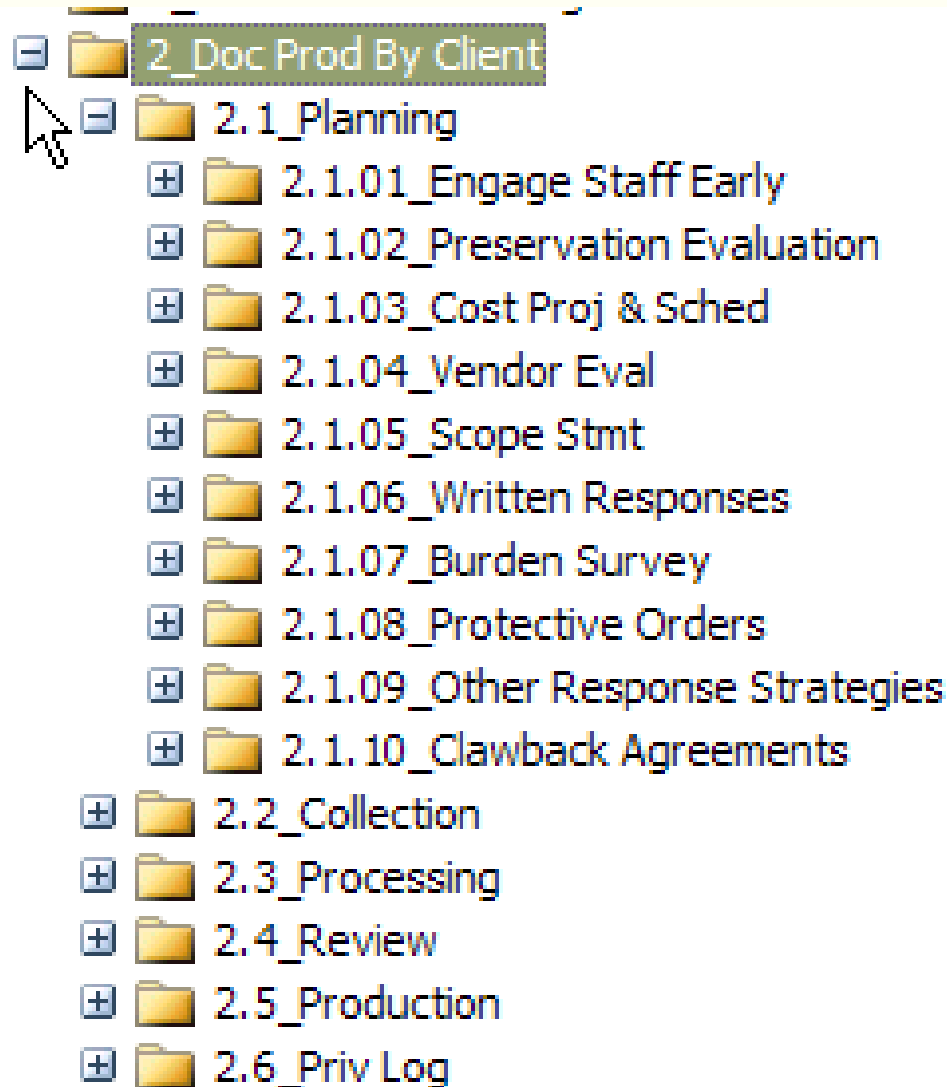 2_Doc Prod By Client
2.1_Planning
2.1.01_Engage Staff Early
2.1.02_Preservation Evaluation
2.1.03_Cost Proj & Sched
2.1.04_Vendor Eval
2.1.05_Scope Stmt
2.1.06_Written Responses
2.1.07_Burden Survey
2.1.08_Protective Orders
2.1.09_Other Response Strategies
2.1.10_Clawback Agreements
2.2_Collection
2.3_Processing
2.4_Review
2.5_Production
2.6_Priv Log